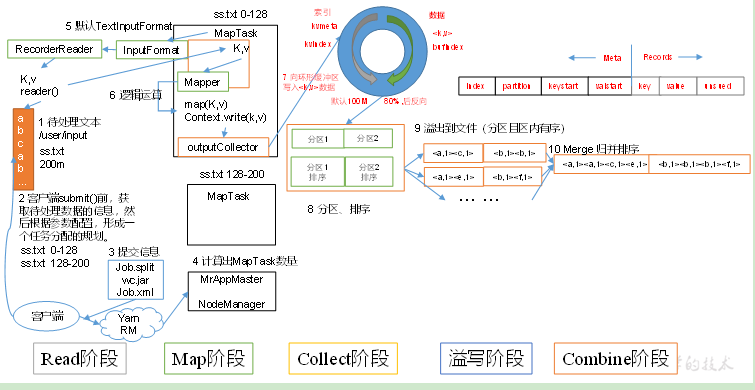 5 默认TextInputFormat
RecorderReader
InputFormat
K,v
reader()
ss.txt 0-128
MapTask
K,v
Mapper
6 逻辑运算
map(K,v)
Context.write(k,v)
outputCollector
索引
kvmeta
kvindex
数据
<k,v>
bufindex
7 向环形缓冲区
写入<k,v>数据
默认100M
80%,后反向
Meta
Records
index
partition
keystart
valstart
key
value
unsued
1 待处理文本
/user/input
ss.txt
200m
a
b
c
a
b
...
2 客户端submit()前，获
取待处理数据的信息，然
后根据参数配置，形成一
个任务分配的规划。
ss.txt 0-128
ss.txt 128-200
3 提交信息
Job.split
wc.jar
Job.xml
客户端
Yarn
RM
4 计算出MapTask数量
MrAppMaster
NodeManager
ss.txt 128-200
MapTask
分区1
分区2
分区1
排序
分区2
排序
8 分区、排序
9 溢出到文件（分区且区内有序）
<a,1><c,1>
<b,1><b,1>
<a,1><e,1>
<b,1><f,1>
... ...
10 Merge 归并排序
<a,1><a,1><c,1><e,1>
<b,1><b,1><b,1><f,1>
Read阶段
Map阶段
Collect阶段
溢写阶段
Combine阶段